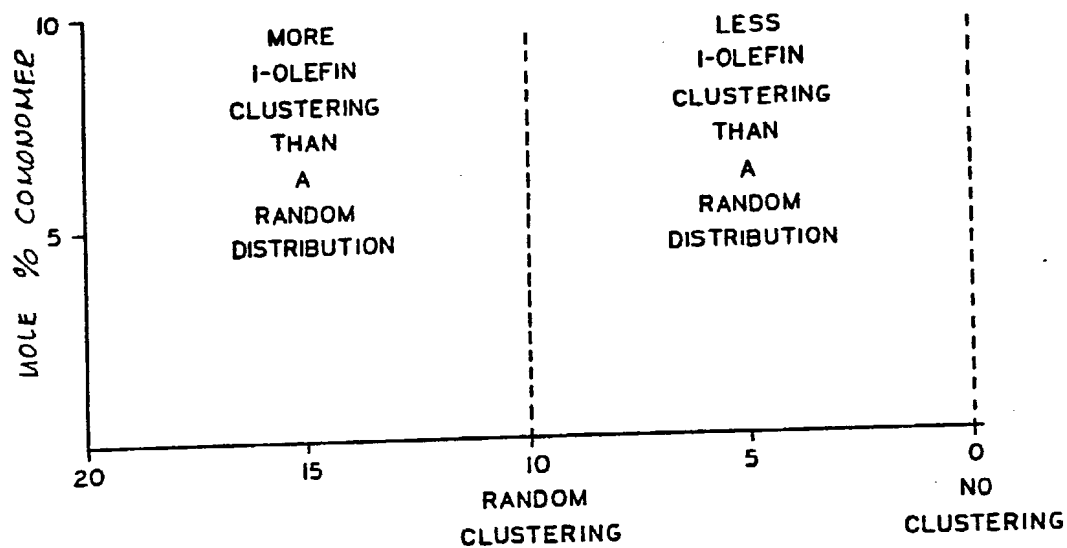 10
MORE
1-OLEFIN
CLUSTERING
THAN
A
RANDOM
DISTRIBUTION
LESS
1-OLEFIN
CLUSTERING
THAN
A
RANDOM
DISTRIBUTION
5
MOLE % COMONOMER
20
15
10
5
0
RANDOM
CLUSTERING
NO
CLUSTERING